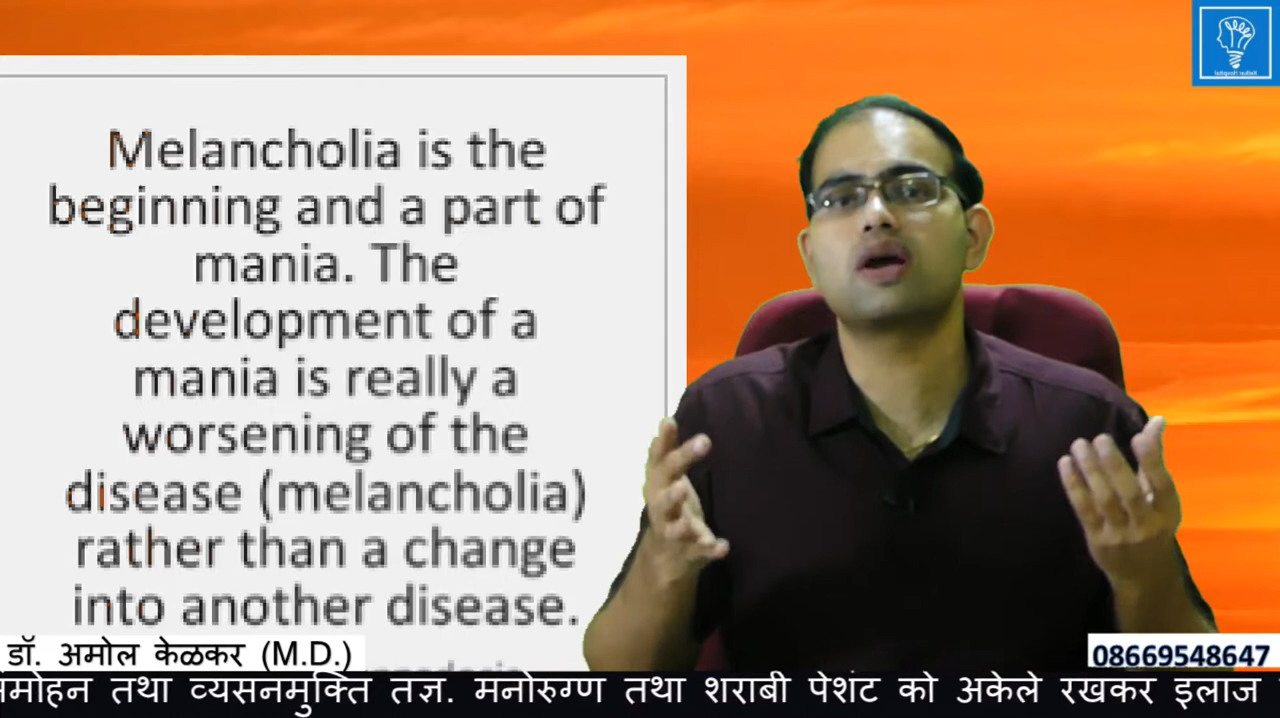 Melancholia is the
beginning and a part of
mania. The
development of a
mania is really a
worsening of the
disease (melancholia)
rather than a change
into another disease.
डॉ. अमोल केळकर (M.D.)
08669548647
तथा व्यसनमुक्ति तज्ञ. मनोरुग्ण तथा शराबी पेशंट को अकेले रखकर इलाज